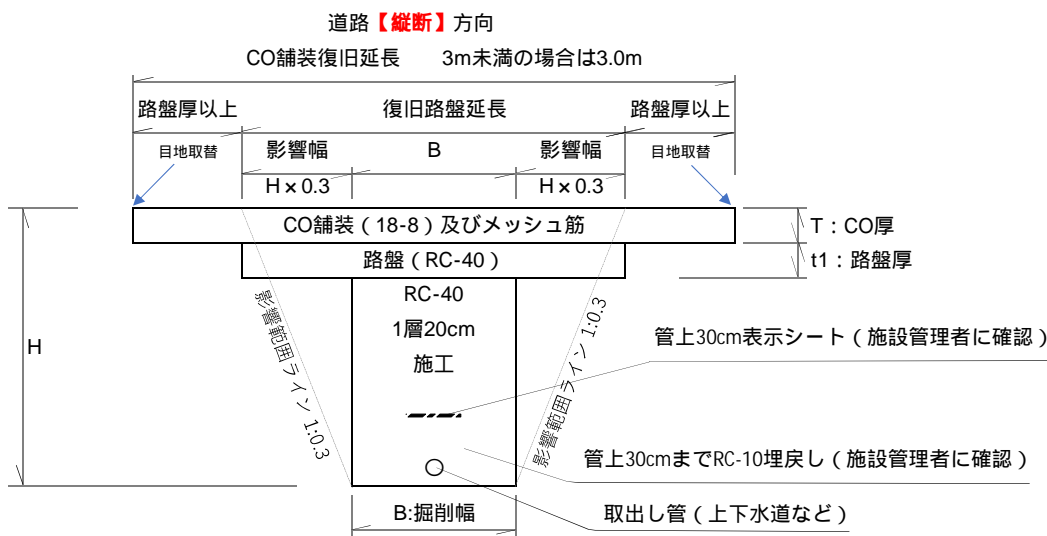 道路【縦断】方向
CO舗装復旧延長　3m未満の場合は3.0m
路盤厚以上 復旧路盤延長 路盤厚以上
目地取替 影響幅 B 影響幅 目地取替
H×0.3 H×0.3
CO舗装（18-8）及びメッシュ筋
T：CO厚
路盤（RC-40）
t1：路盤厚
RC-40
1層20cm
施工
影響範囲ライン 1:0.3
影響範囲ライン 1:0.3
H
管上30cm表示シート（施設管理者に確認）
管上30cmまでRC-10埋戻し（施設管理者に確認）
B:掘削幅
取出し管（上下水道など）